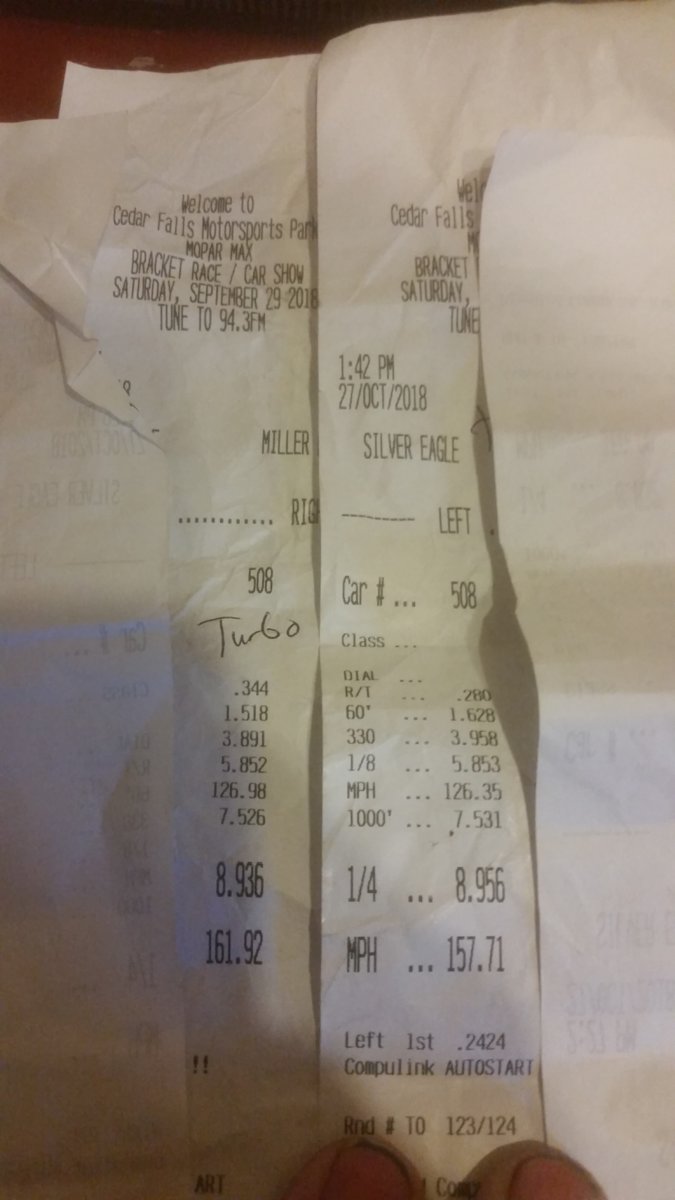 Welcome to
Cedar Falls Motorsports Park
MOPAR MAX
BRACKET RACE / CAR SHOW
SATURDAY, SEPTEMBER 29 2018
TUNE TO 94.3FM
MILLER
............ RIG
508
Turbo
.344
1.518
3.891
5.852
126.98
7.526
8.936
161.92
!!
ART
Wel
Cedar Falls
M
BRACKET
SATURDAY,
TUNE
1:42 PM
27/OCT/2018
SILVER EAGLE
--------- LEFT
Car # ... 508
Class ...
DIAL ...
R/T ... .280
60' ... 1.628
330 ... 3.958
1/8 ... 5.853
MPH ... 126.35
1000' ... 7.531
1/4 ... 8.956
MPH ... 157.71
Left 1st .2424
Compulink AUTOSTART
Rnd # TO 123/124